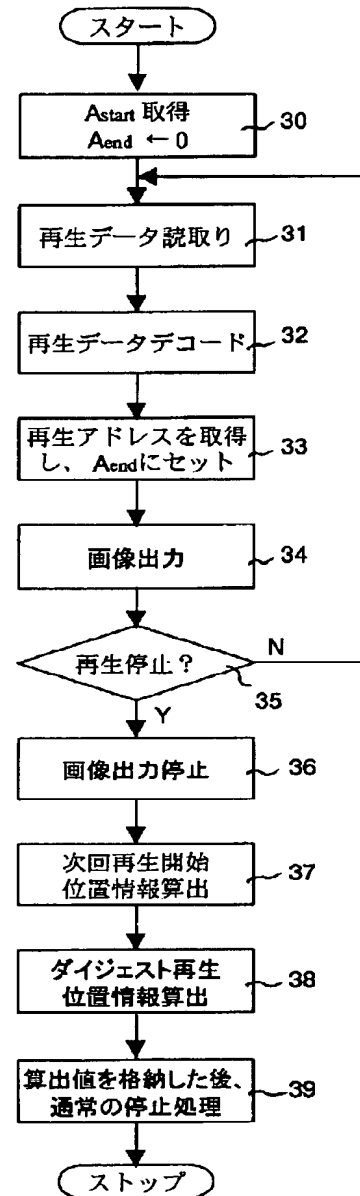 スタート
Astart 取得
Aend ←0
30
再生データ読取り
31
再生データデコード
32
再生アドレスを取得
し、Aendにセット
33
画像出力
34
再生停止？
N
35
Y
画像出力停止
36
次回再生開始
位置情報算出
37
ダイジェスト再生
位置情報算出
38
算出値を格納した後、
通常の停止処理
39
ストップ